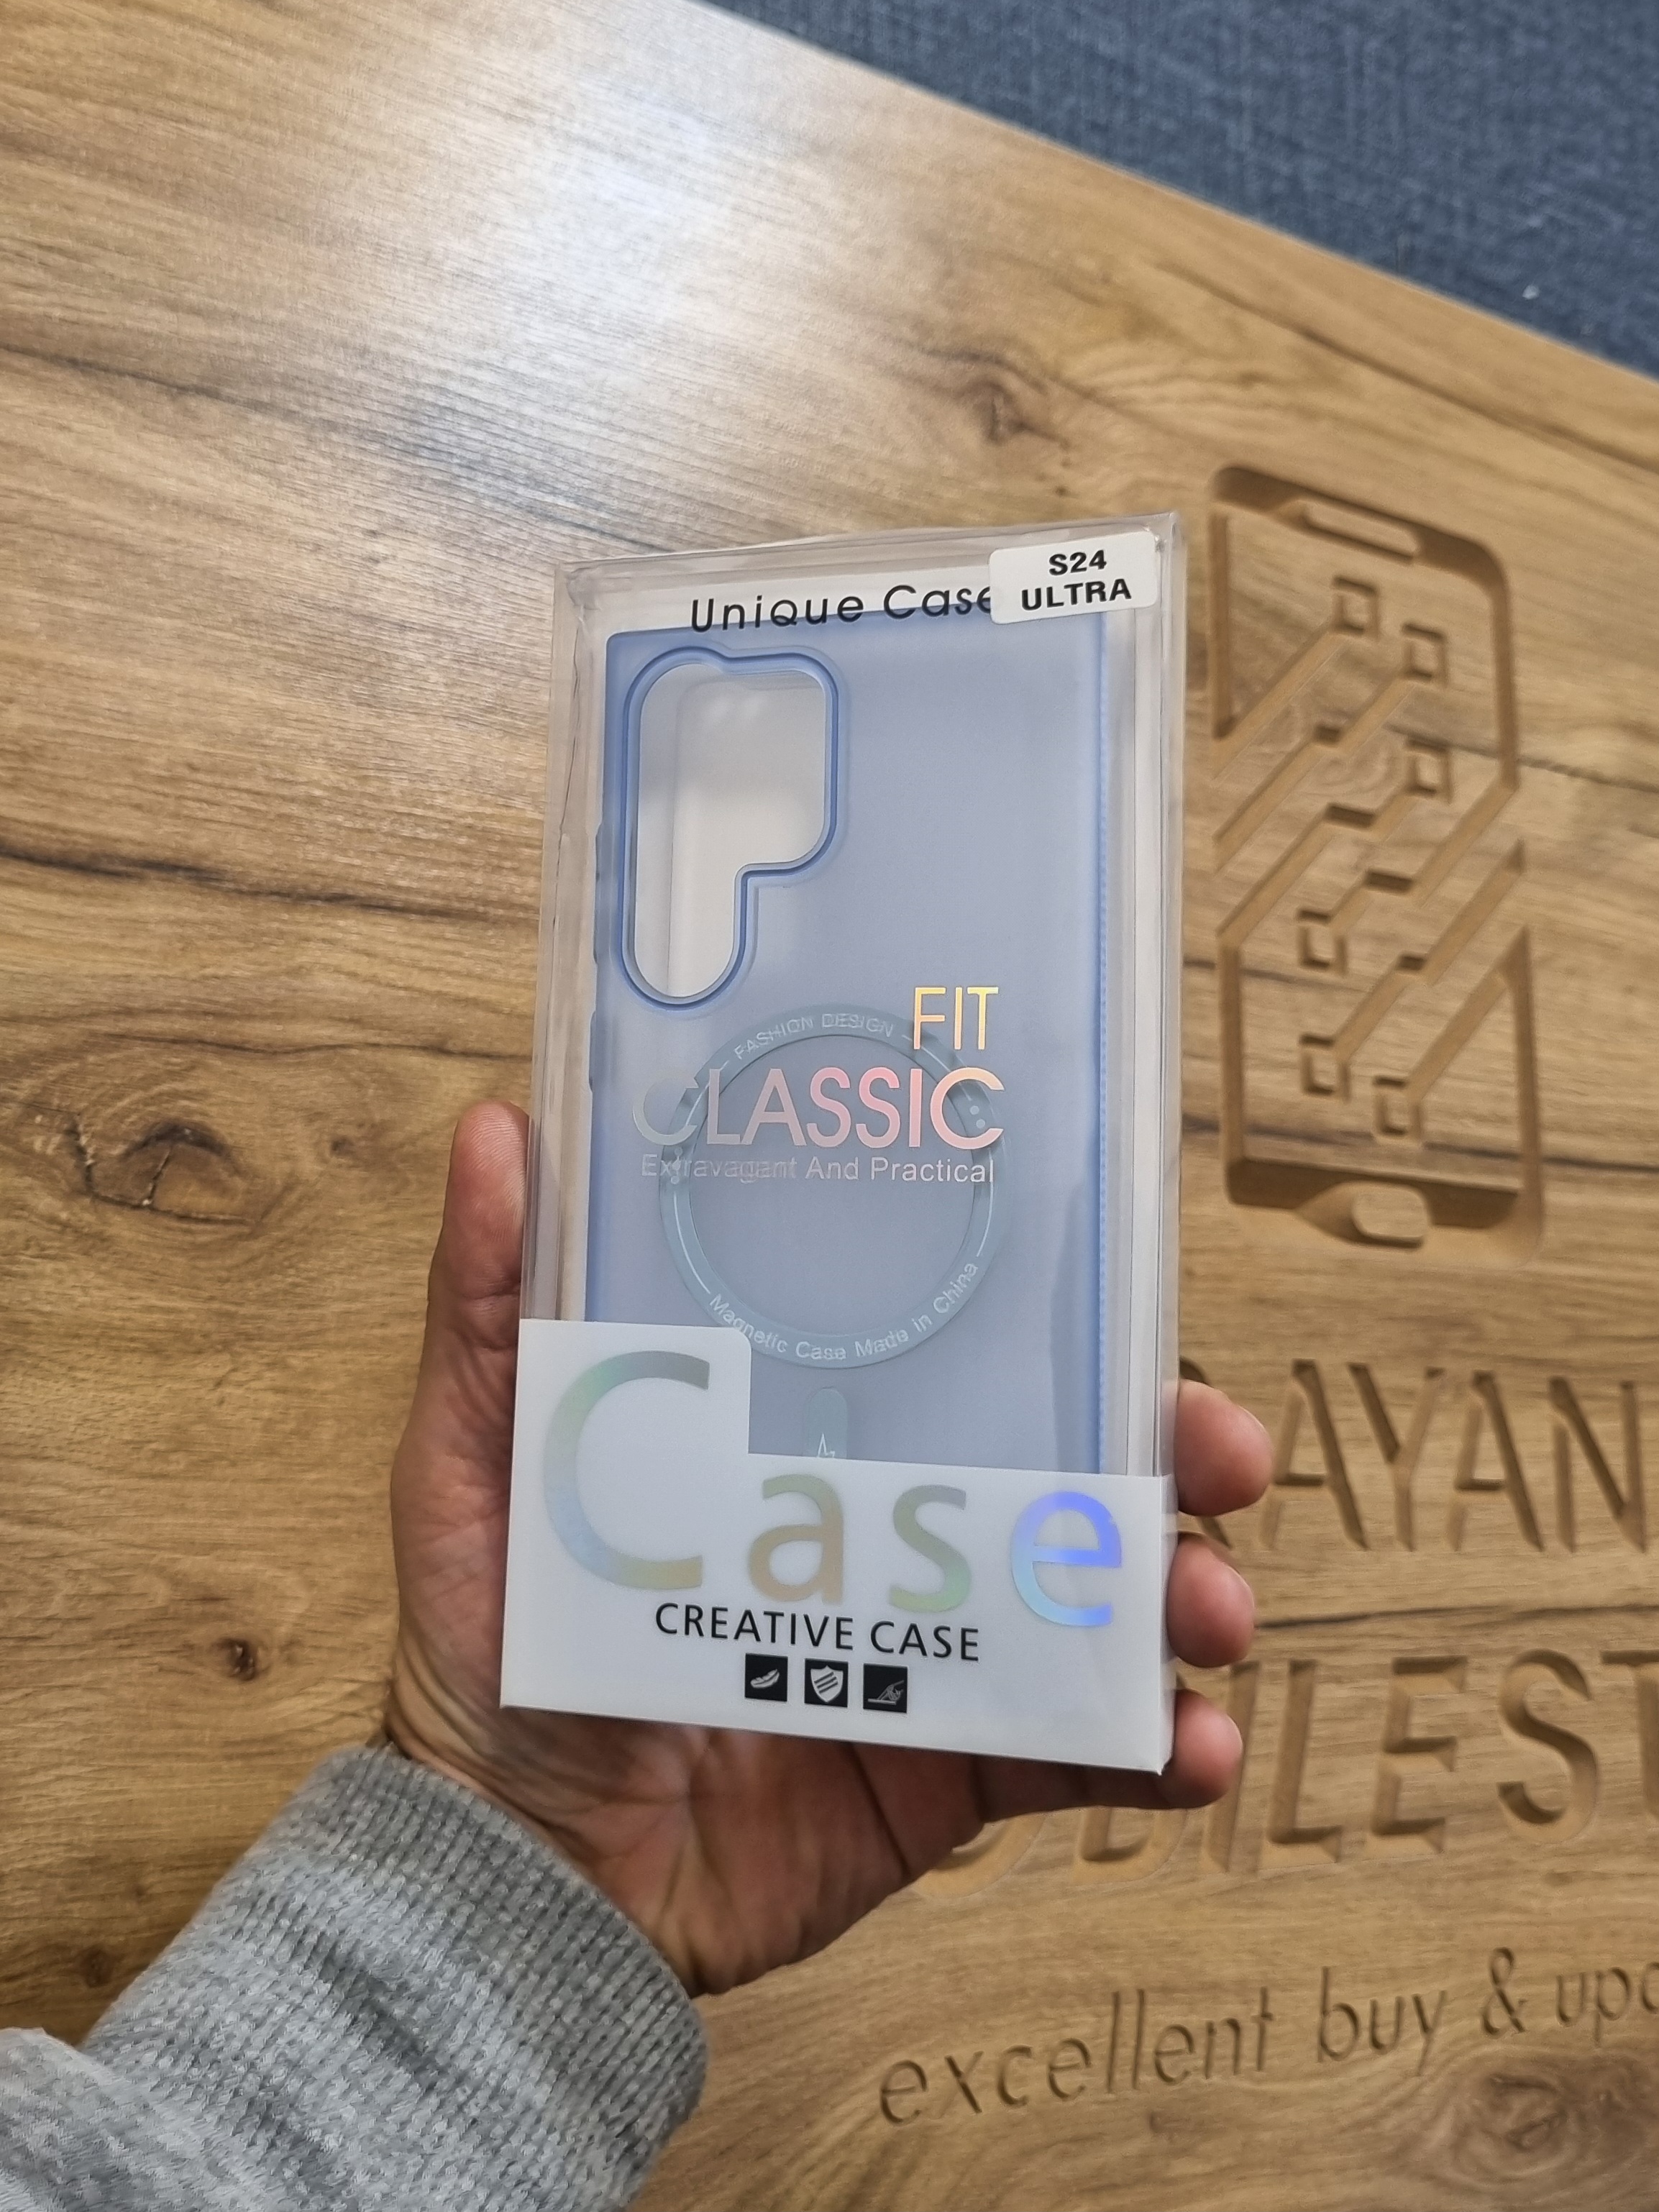 S24
ULTRA
Unique Case
FASHION DESIGN
FIT
CLASSIC
Extravagant And Practical
Magnetic Case Made in China
Case
CREATIVE CASE
excellent buy &